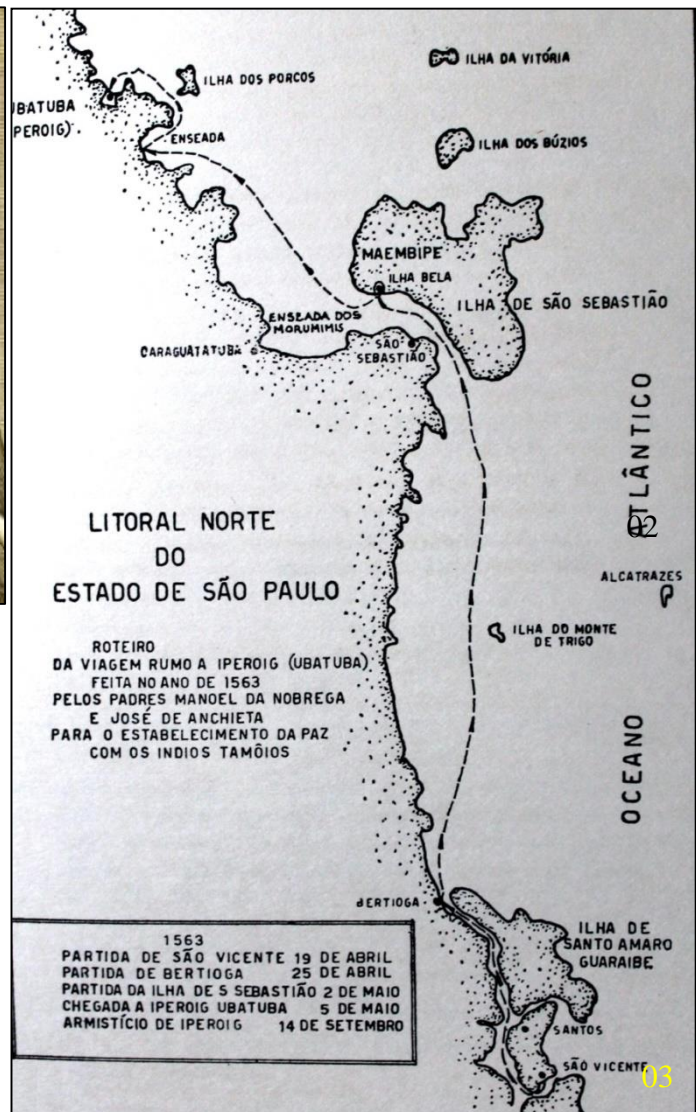 ILHA DA VITÓRIA
ILHA DOS PORCOS
UBATUBA
PEROIG).
ENSEADA
ILHA DOS BÚZIOS
MAEMBIPE
ILHA BELA
ILHA DE SÃO SEBASTIÃO
ENSEADA DOS
MORUMIMIS
CARAGUATATUBA
SÃO
SEBASTIÃO
ATLÂNTICO
02
LITORAL NORTE
DO
ESTADO DE SÃO PAULO
ALCATRAZES
ILHA DO MONTE
DE TRIGO
ROTEIRO
DA VIAGEM RUMO A IPEROIG (UBATUBA)
FEITA NO ANO DE 1563
PELOS PADRES MANOEL DA NOBREGA
E JOSÉ DE ANCHIETA
PARA O ESTABELECIMENTO DA PAZ
COM OS INDIOS TAMÔIOS
OCEANO
BERTIOGA
ILHA DE
SANTO AMARO
GUARAIBE
1563
PARTIDA DE SÃO VICENTE 19 DE ABRIL
PARTIDA DE BERTIOGA 25 DE ABRIL
PARTIDA DA ILHA DE S SEBASTIÃO 2 DE MAIO
CHEGADA A IPEROIG UBATUBA 5 DE MAIO
ARMISTÍCIO DE IPEROIG 14 DE SETEMBRO
SANTOS
SÃO VICENTE
03